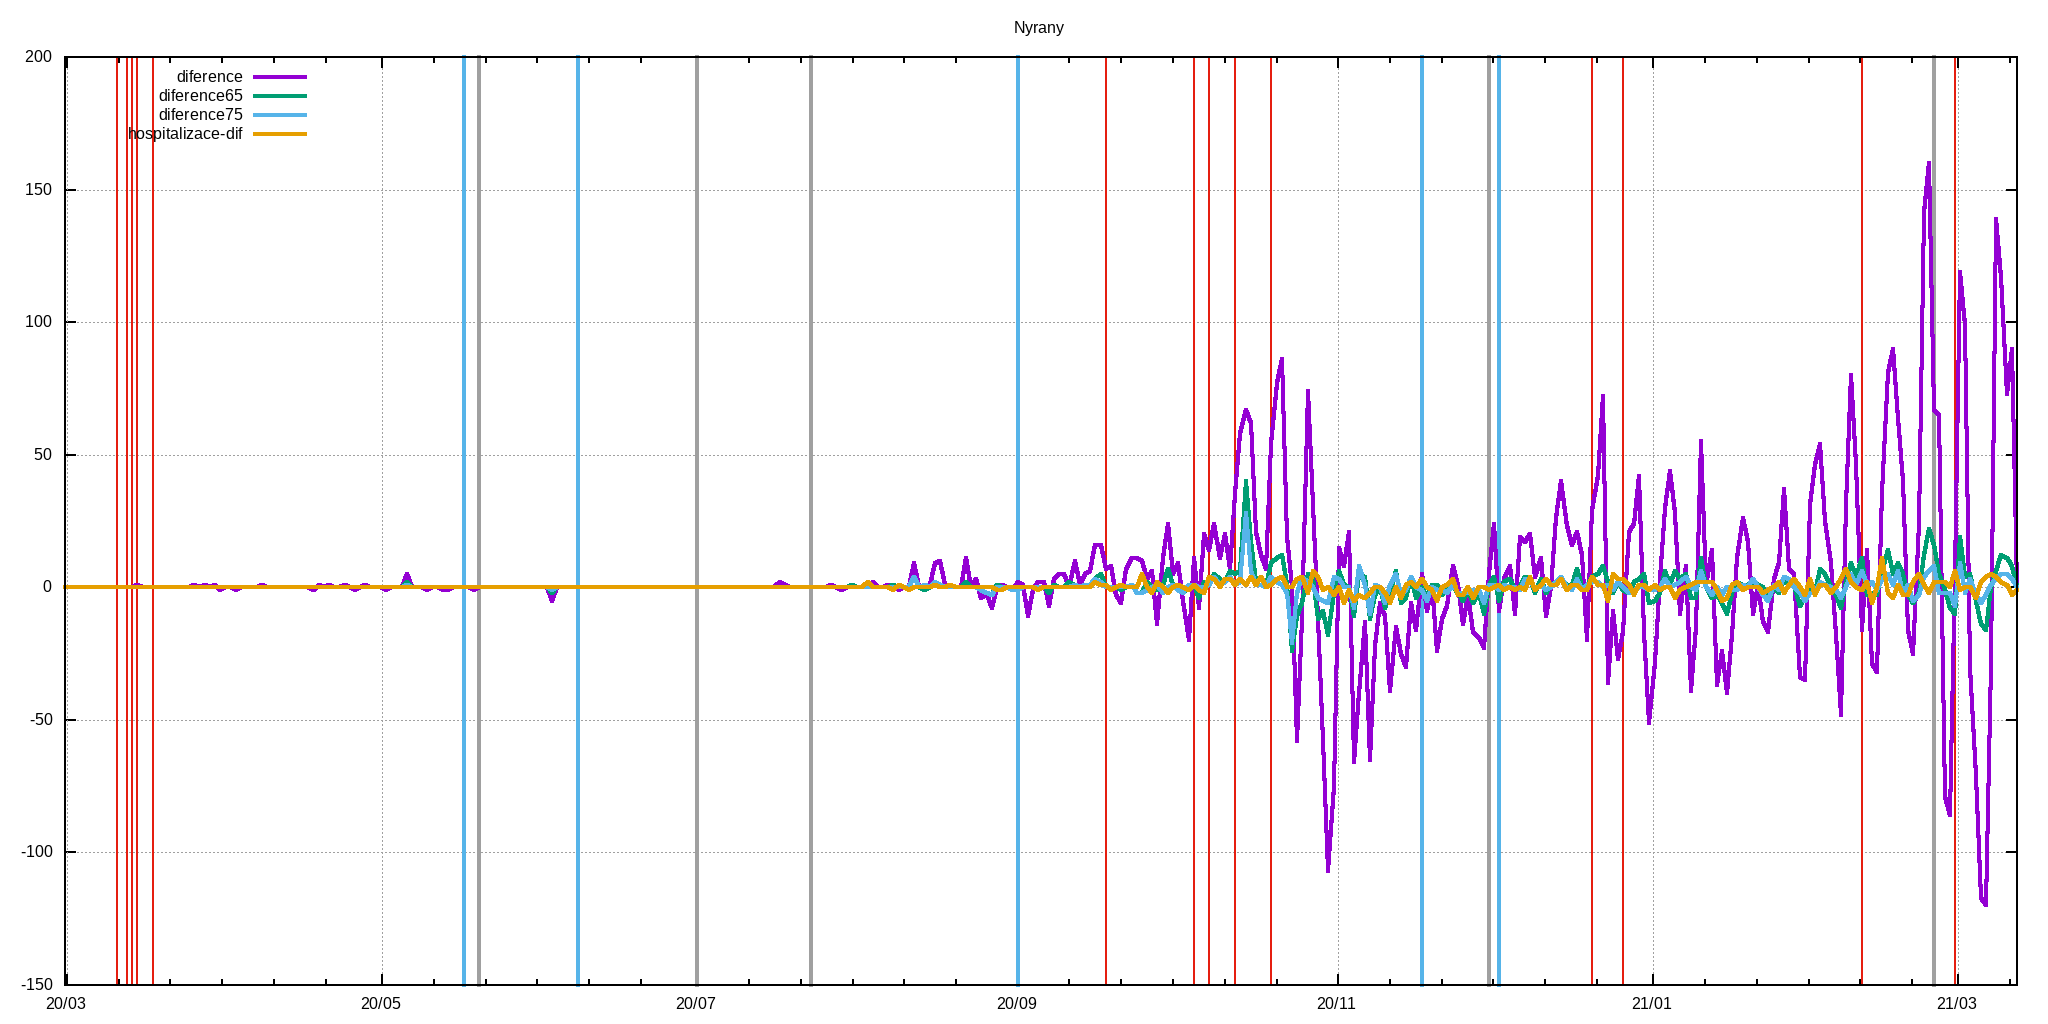 Nyrany
200
150
100
50
0
-50
-100
-150
diference
diference65
diference75
hospitalizace-dif
20/03 20/05 20/07 20/09 20/11 21/01 21/03